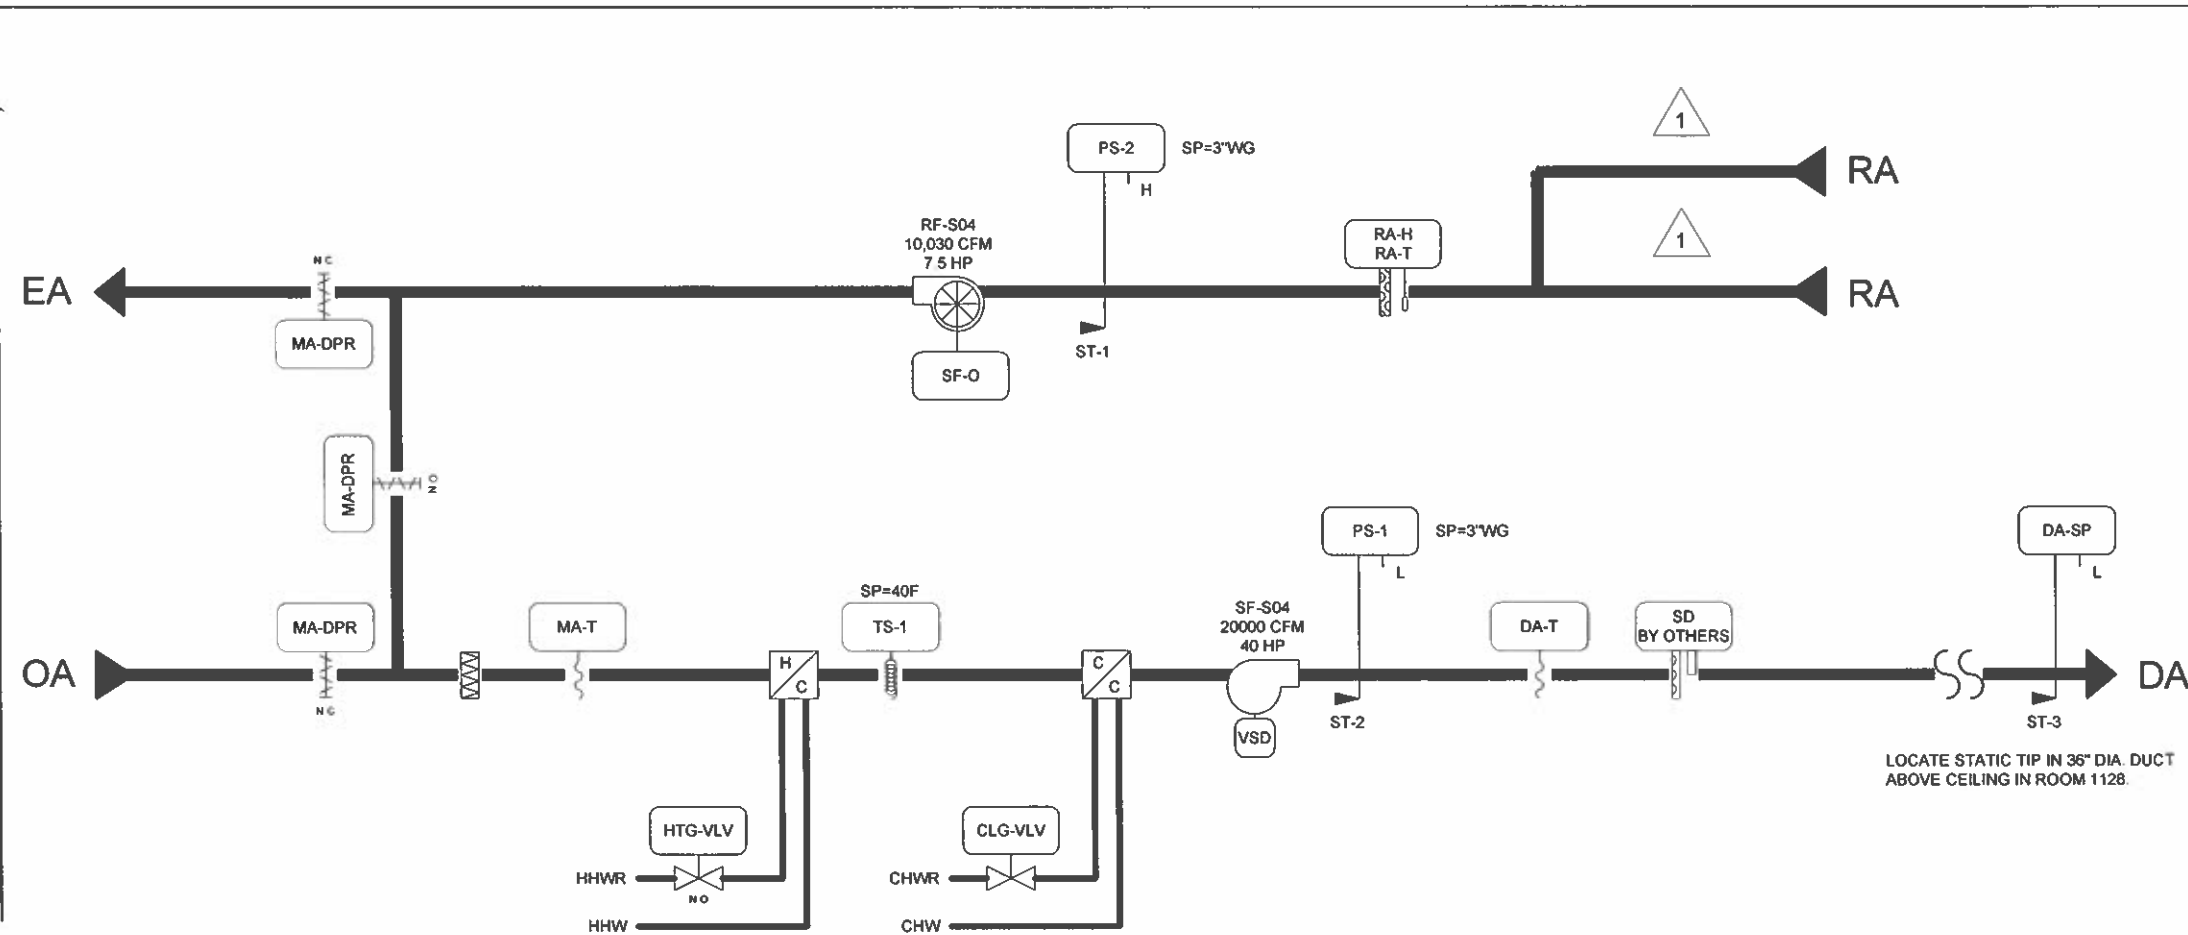 1
PS-2 SP=3"WG
H
RA
RF-S04
10,030 CFM
7.5 HP
RA-H
RA-T
1
NC
EA
RA
MA-DPR
ST-1
SF-O
MA-DPR
NO
PS-1 SP=3"WG
L
DA-SP
L
SP=40F
MA-DPR
MA-T
TS-1
SF-S04
20000 CFM
40 HP
DA-T
SD
BY OTHERS
OA
H
C
C
C
DA
NC
ST-2
ST-3
VSD
LOCATE STATIC TIP IN 36" DIA. DUCT
ABOVE CEILING IN ROOM 1128.
HTG-VLV
CLG-VLV
HHWR
NO
CHWR
HHW
CHW